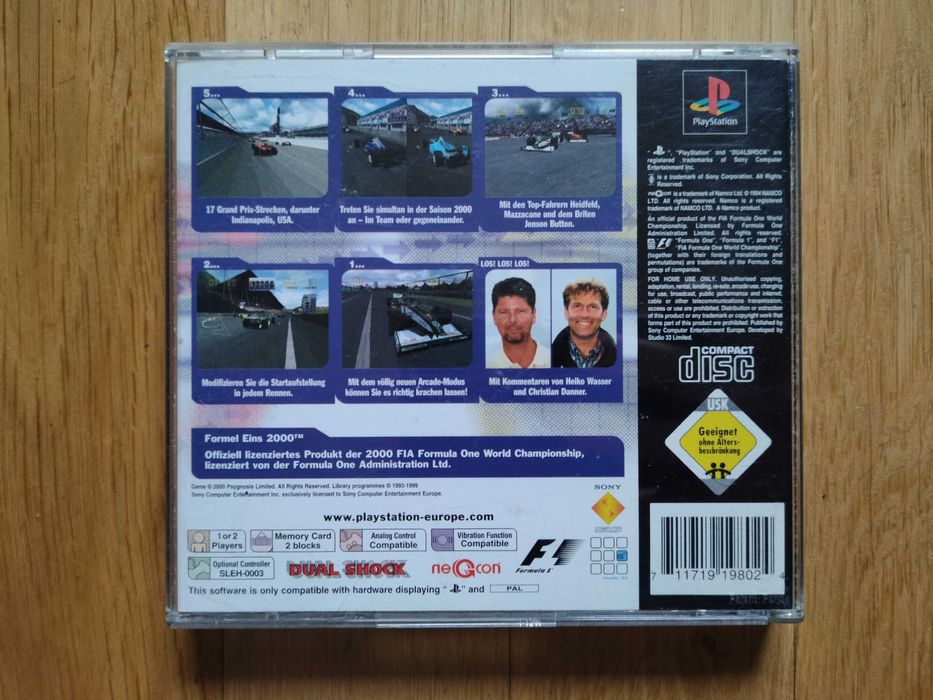 5...
17 Grand Prix-Strecken, darunter
Indianapolis, USA.
4...
Treten Sie simultan in der Saison 2000
an – Im Team oder gegeneinander.
3...
Mit den Top-Fahrern Heidfeld,
Mazzacane und dem Briten
Jenson Button.
2...
Modifizieren Sie die Startaufstellung
in jedem Rennen.
1...
Mit dem völlig neuen Arcade-Modus
können Sie es richtig krachen lassen!
LOS! LOS! LOS!
Mit Kommentaren von Heiko Wasser
und Christian Danner.
Formel Eins 2000™
Offiziell lizenziertes Produkt der 2000 FIA Formula One World Championship,
lizenziert von der Formula One Administration Ltd.
Game © 2000 Psygnosis Limited. All Rights Reserved. Library programmes © 1993-1999
Sony Computer Entertainment Inc. exclusively licensed to Sony Computer Entertainment Europe.
www.playstation-europe.com
1 or 2
Players
Memory Card
2 blocks
Analog Control
Compatible
Vibration Function
Compatible
Optional Controller
SLEH-0003
DUAL SHOCK
neGcon
F1
Formula 1
SONY
COMPUTER
ENTERTAINMENT
This software is only compatible with hardware displaying " " and PAL
PlayStation
" ", "PlayStation" and "DUALSHOCK" are
registered trademarks of Sony Computer
Entertainment Inc.
is a trademark of Sony Corporation. All Rights
Reserved.
neGcon is a trademark of Namco Ltd. © 1994 NAMCO
LTD. All rights reserved. Namco is a registered
trademark of NAMCO LTD. A Namco product.
An official product of the FIA Formula One World
Championship. Licensed by Formula One
Administration Limited. All rights reserved.
F1 "Formula One", "Formula 1", and "F1",
"FIA Formula One World Championship",
(together with their foreign translations and
permutations) are trademarks of the Formula One
group of companies.
FOR HOME USE ONLY. Unauthorised copying,
adaptation, rental, lending, re-sale, arcade use, charging
for use, broadcast, public performance and internet,
cable or other telecommunications transmission,
access or use are prohibited. Distribution or extraction
of this product or any trademark or copyright work that
forms part of this product are prohibited. Published by
Sony Computer Entertainment Europe. Developed by
Studio 33 Limited.
COMPACT
disc
USK
Geeignet
ohne Alters-
beschränkung
7 11719 19802 4